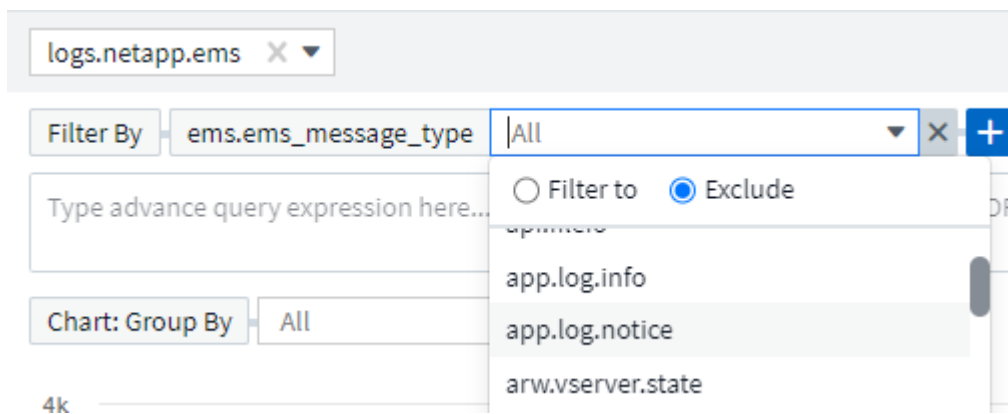 logs.netapp.ems
Filter By ems.ems_message_type All
Filter to Exclude
Type advance query expression here...
app.log.info
Chart: Group By All
app.log.notice
arw.vserver.state
4k